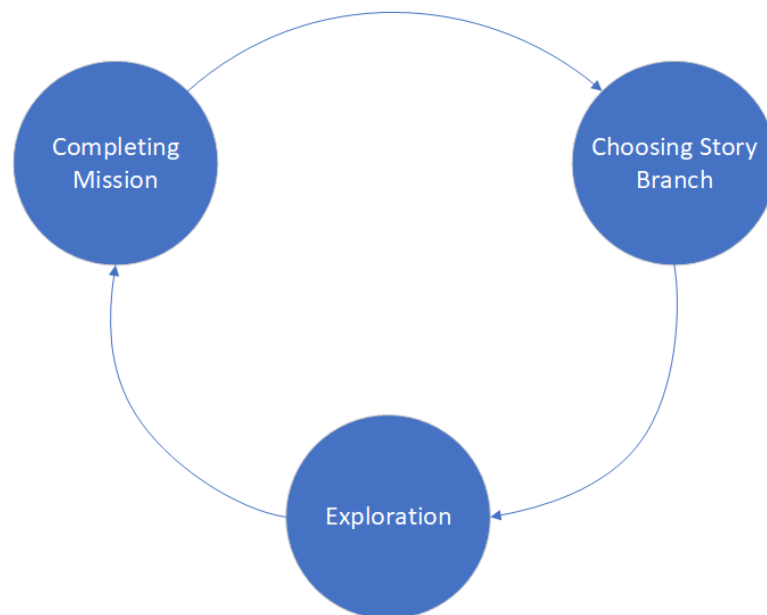 Completing
Mission
Choosing Story
Branch
Exploration